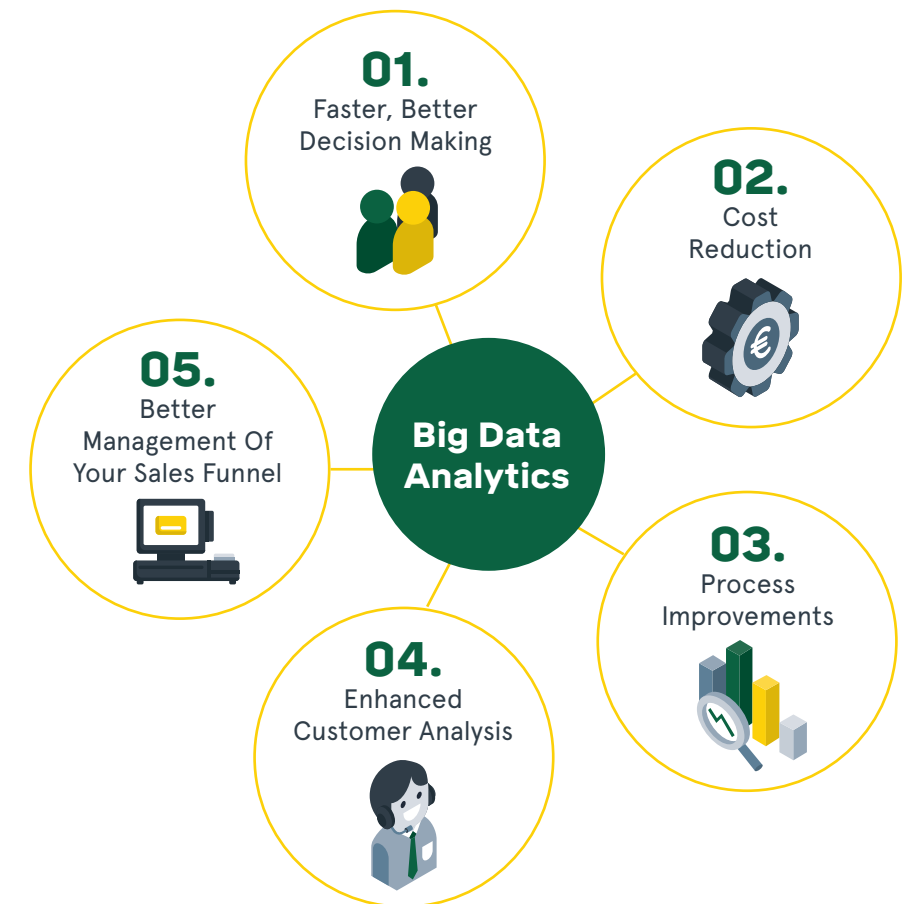 01.
Faster, Better
Decision Making
02.
Cost
Reduction
€
05.
Better
Management Of
Your Sales Funnel
Big Data
Analytics
03.
Process
Improvements
04.
Enhanced
Customer Analysis